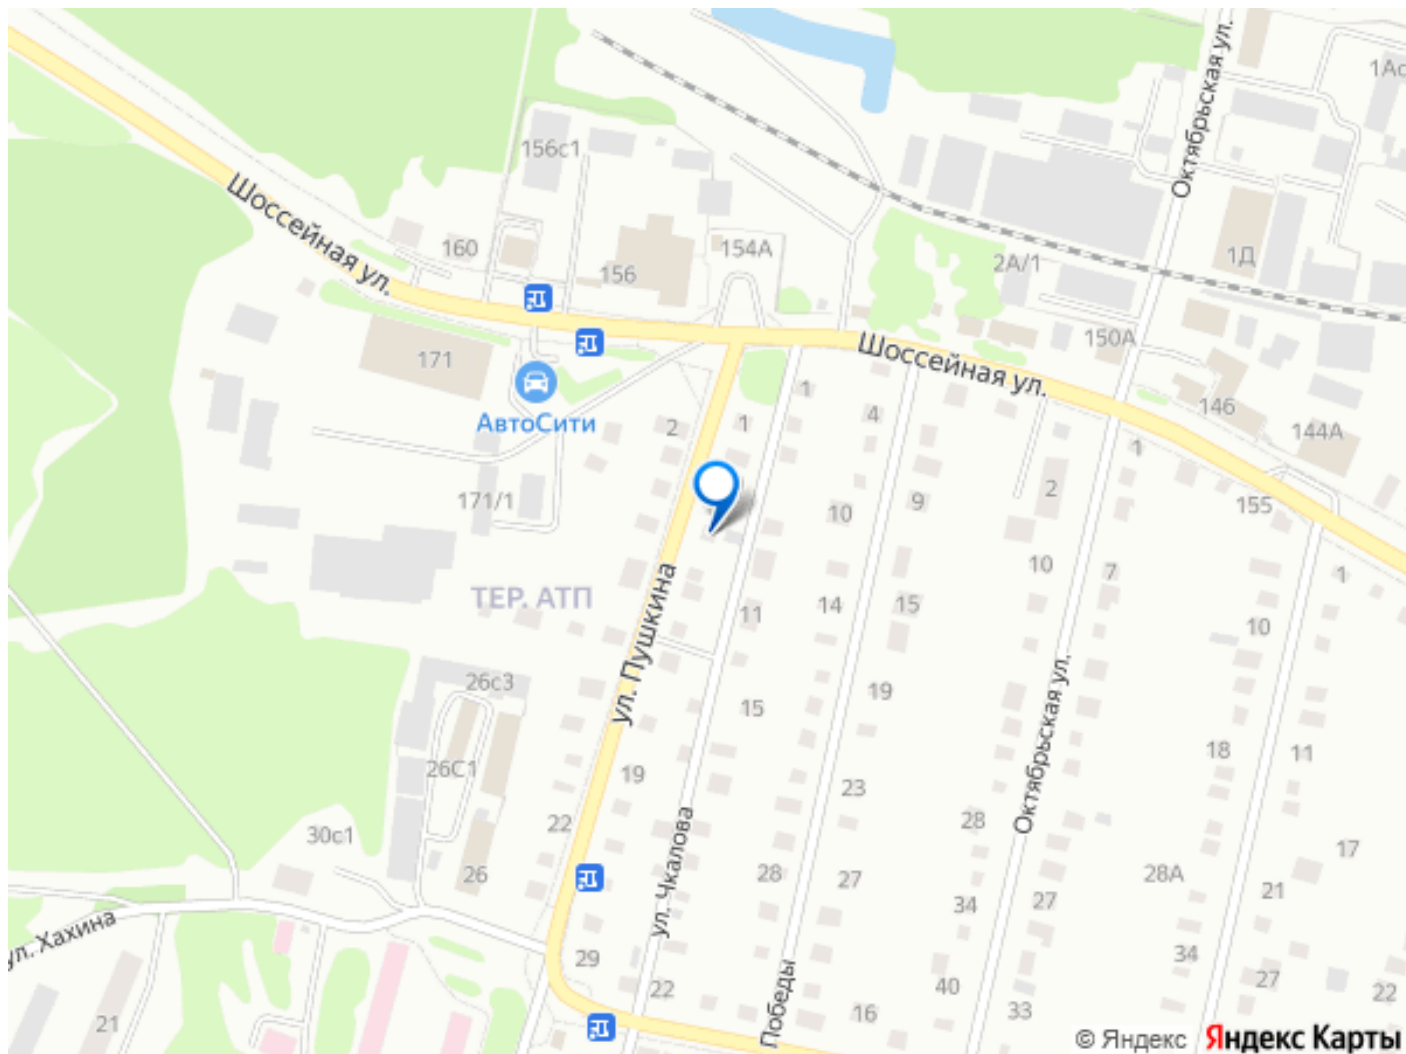 Октябрьская ул.
1Ас
156с1
Шоссейная ул.
160
156
154А
2А/1
1Д
150А
Шоссейная ул.
171
АвтоСити
146
144А
1
2
1
4
1
171/1
10
9
2
155
ТЕР. АТП
ул. Пушкина
11
14
15
10
7
1
10
26с3
15
19
Октябрьская ул.
18
11
26С1
19
23
22
28
30с1
17
26
ул. Чкалова
28
27
28А
21
34
27
ул. Хахина
29
34
22
40
27
22
21
Победы
16
33
© Яндекс Яндекс Карты